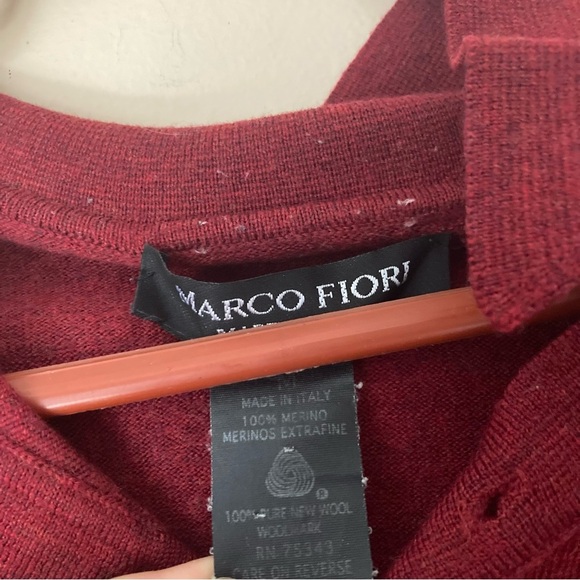 MARCO FIORI
MADE IN ITALY
100% MERINO
MERINOS EXTRAFINE
®
100% PURE NEW WOOL
WOOLMARK
RN 75343
CARE ON REVERSE